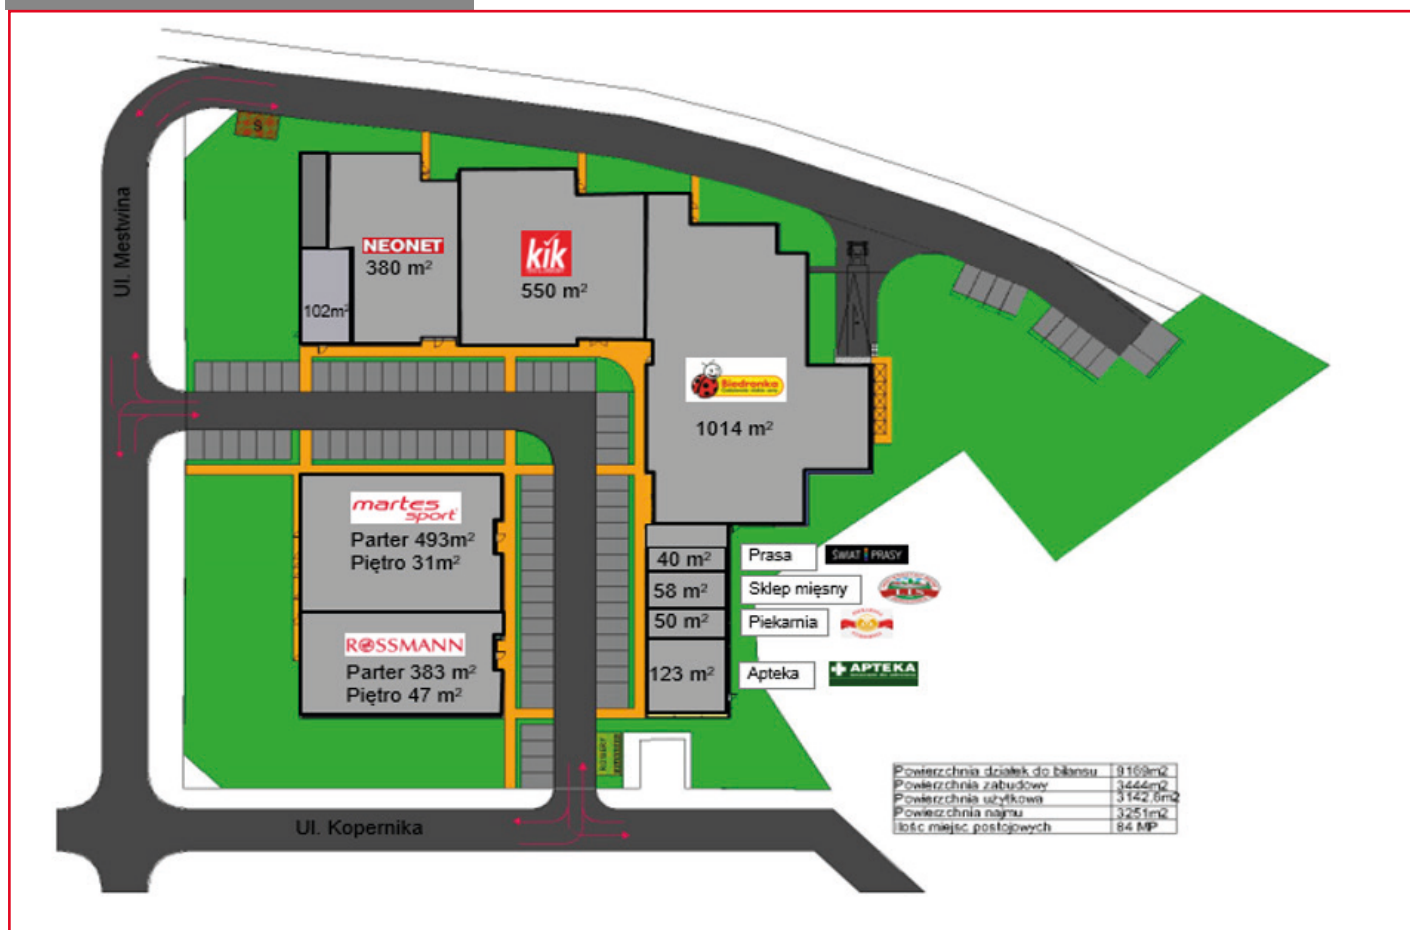 S
Ul. Mestwina
NEONET
380 m²
kik
550 m²
102m²
Biedronka
1014 m²
martes
sport
Parter 493m²
Piętro 31m²
40 m²
Prasa
ŚWIAT PRASY
58 m²
Sklep mięsny
LIS
50 m²
Piekarnia
ROSSMANN
Parter 383 m²
Piętro 47 m²
123 m²
Apteka
APTEKA
ROWERY
Powierzchnia działek do bilansu 9169m2
Powierzchnia zabudowy 3444m2
Powierzchnia użytkowa 3142,6m2
Powierzchnia najmu 3251m2
Ilośc miejsc postojowych 84 MP
Ul. Kopernika